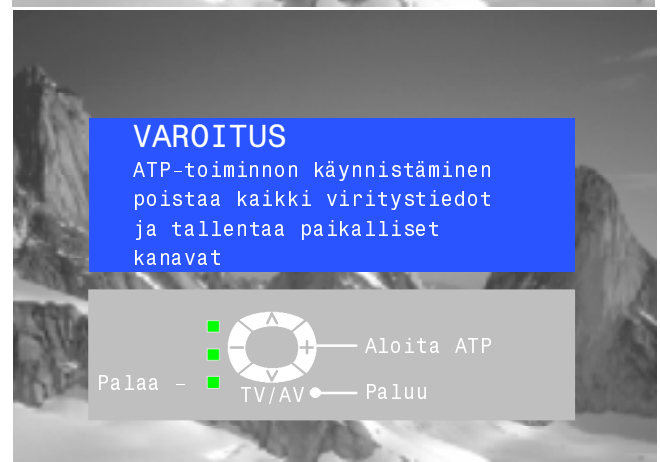 VAROITUS
ATP-toiminnon käynnistäminen
poistaa kaikki viritystiedot
ja tallentaa paikalliset
kanavat
Aloita ATP
Palaa -
TV/AV Paluu